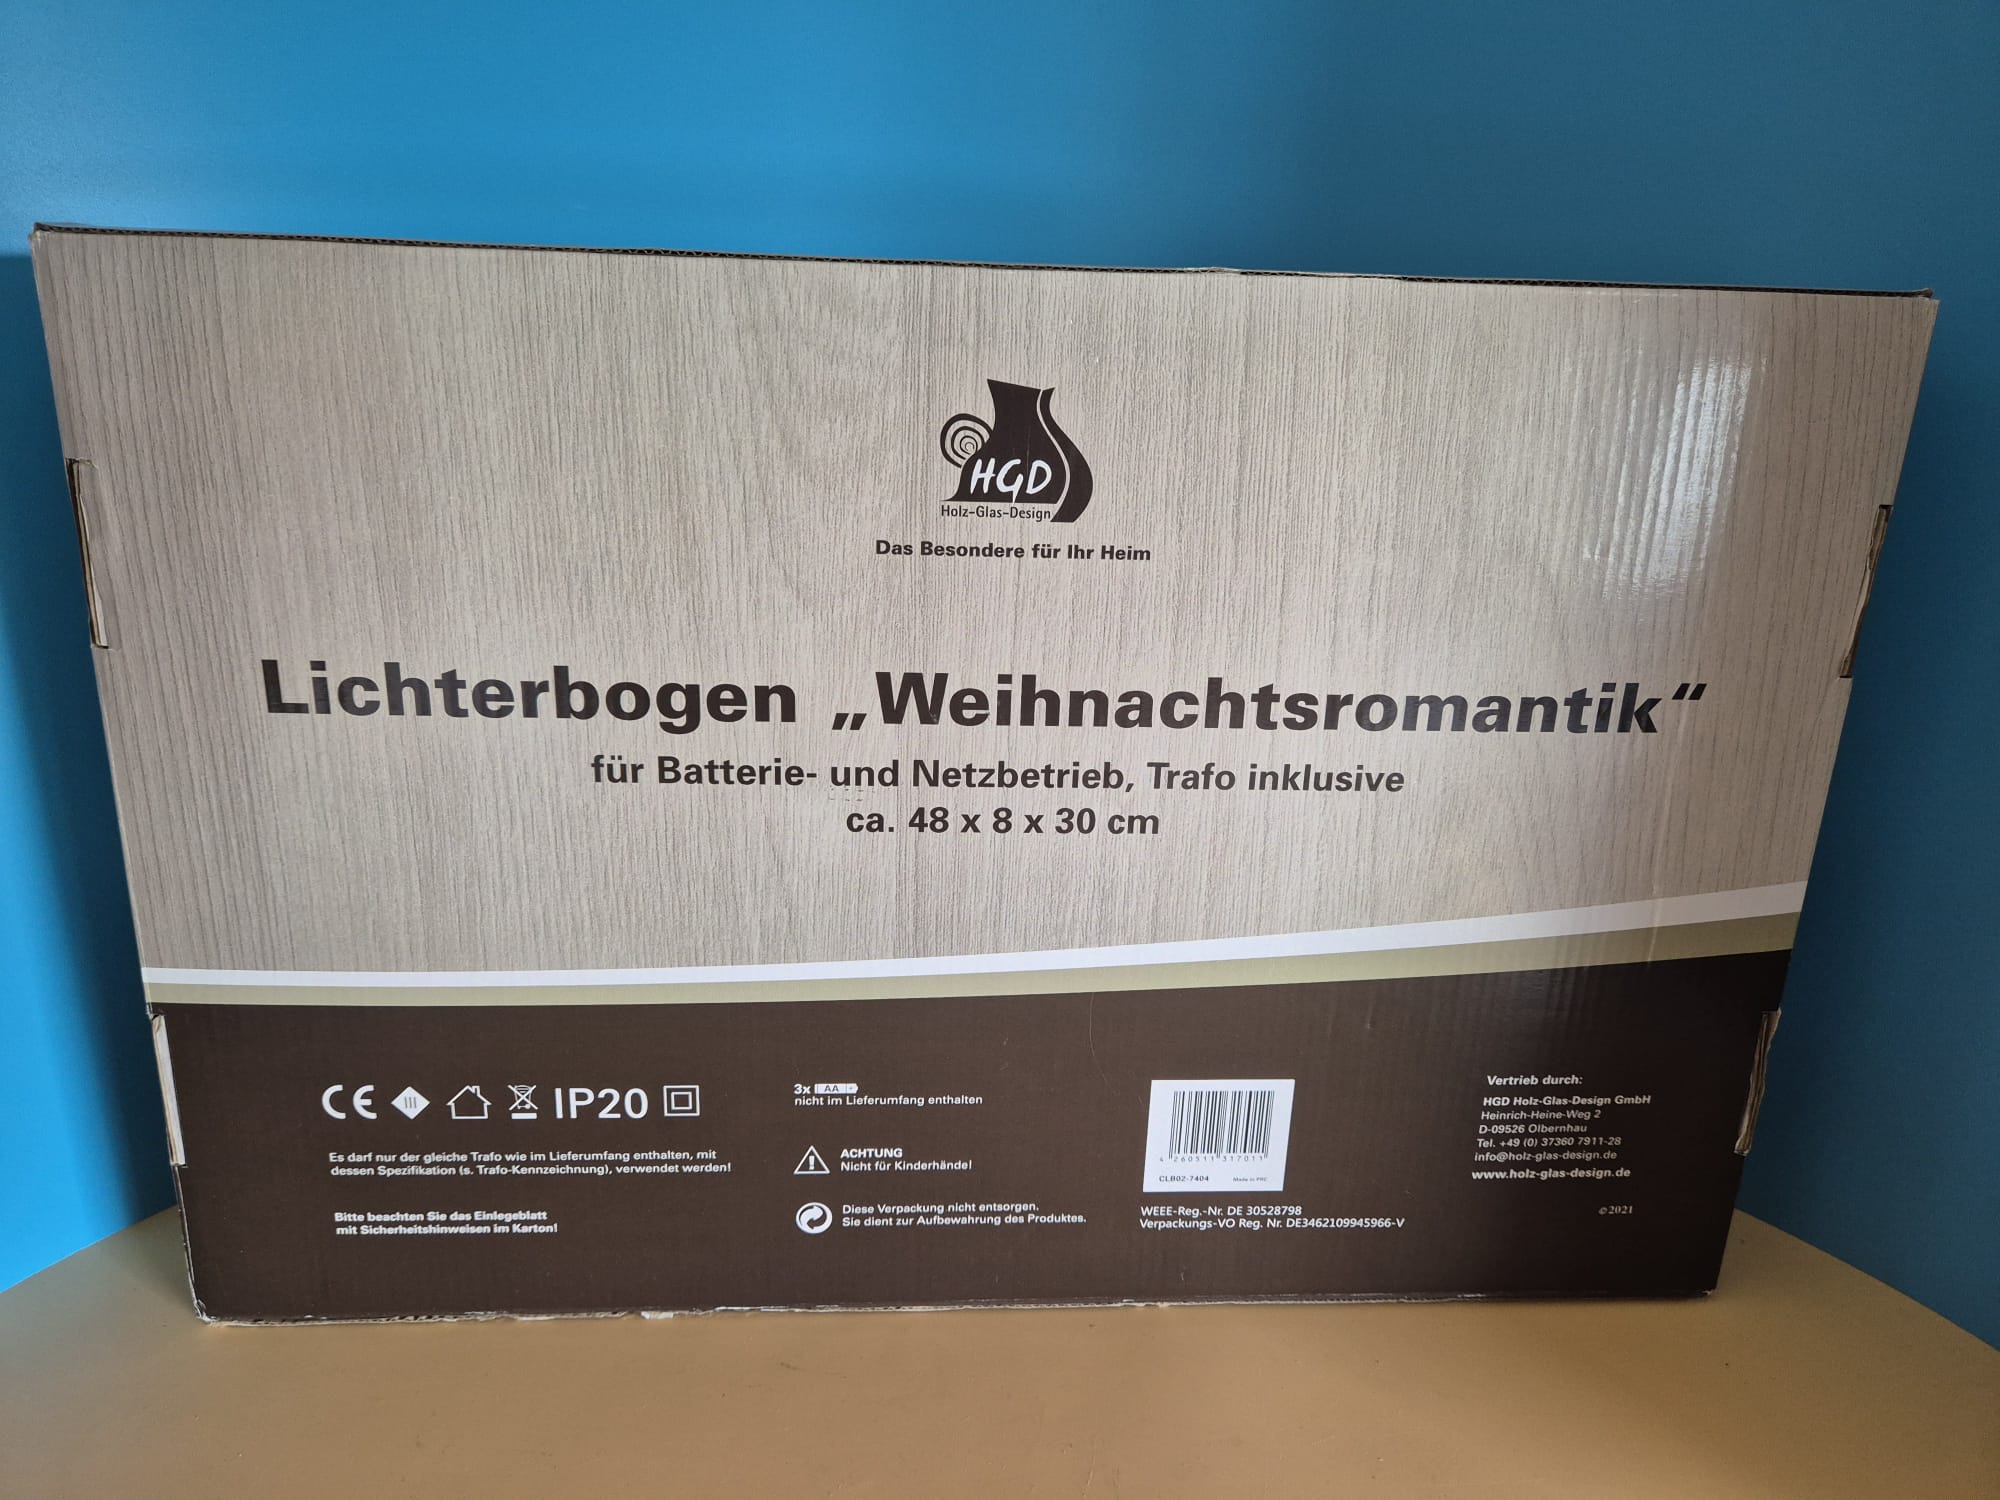 HGD
Holz-Glas-Design
Das Besondere für Ihr Heim
Lichterbogen „Weihnachtsromantik“
für Batterie- und Netzbetrieb, Trafo inklusive
ca. 48 x 8 x 30 cm
CE III IP20
Es darf nur der gleiche Trafo wie im Lieferumfang enthalten, mit
dessen Spezifikation (s. Trafo-Kennzeichnung), verwendet werden!
Bitte beachten Sie das Einlegeblatt
mit Sicherheitshinweisen im Karton!
3x AA +
nicht im Lieferumfang enthalten
ACHTUNG
Nicht für Kinderhände!
Diese Verpackung nicht entsorgen.
Sie dient zur Aufbewahrung des Produktes.
4 260511 317011
CLB02-7404 Made in PRC
WEEE-Reg.-Nr. DE 30528798
Verpackungs-VO Reg. Nr. DE3462109945966-V
Vertrieb durch:
HGD Holz-Glas-Design GmbH
Heinrich-Heine-Weg 2
D-09526 Olbernhau
Tel. +49 (0) 37360 7911-28
info@holz-glas-design.de
www.holz-glas-design.de
©2021